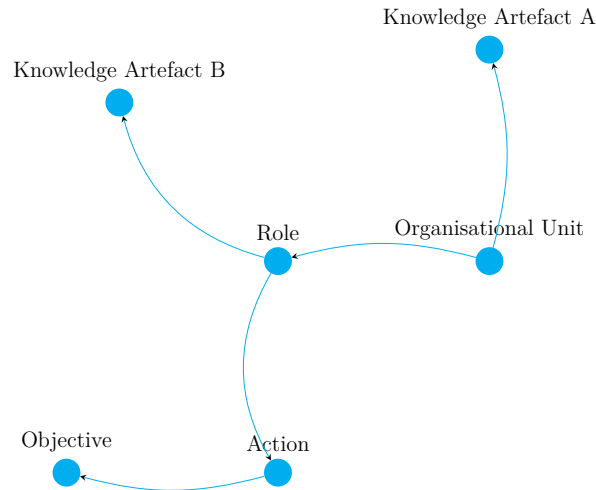 Knowledge Artefact A
Knowledge Artefact B
Organisational Unit
Role
Objective
Action